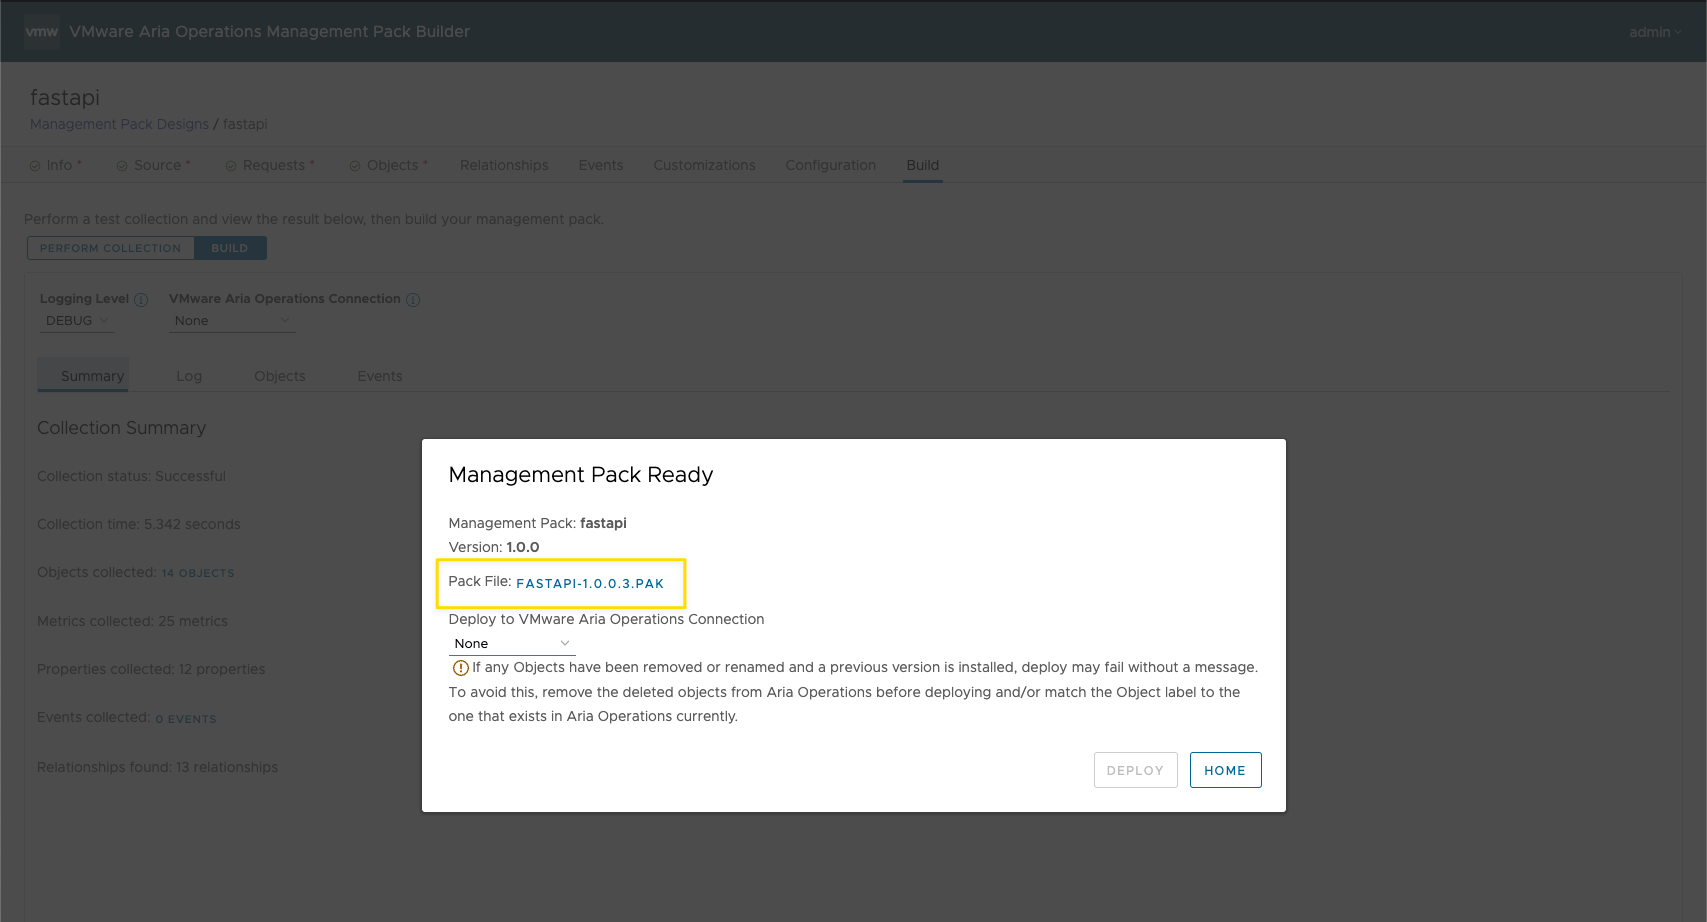 vmw VMware Aria Operations Management Pack Builder admin
fastapi
Management Pack Designs / fastapi
Info * Source * Requests * Objects * Relationships Events Customizations Configuration Build
Perform a test collection and view the result below, then build your management pack.
PERFORM COLLECTION BUILD
Logging Level VMware Aria Operations Connection
DEBUG None
Summary Log Objects Events
Collection Summary
Collection status: Successful
Collection time: 5.342 seconds
Objects collected: 14 OBJECTS
Metrics collected: 25 metrics
Properties collected: 12 properties
Events collected: 0 EVENTS
Relationships found: 13 relationships
Management Pack Ready
Management Pack: fastapi
Version: 1.0.0
Pack File: FASTAPI-1.0.0.3.PAK
Deploy to VMware Aria Operations Connection
None
If any Objects have been removed or renamed and a previous version is installed, deploy may fail without a message.
To avoid this, remove the deleted objects from Aria Operations before deploying and/or match the Object label to the
one that exists in Aria Operations currently.
DEPLOY HOME